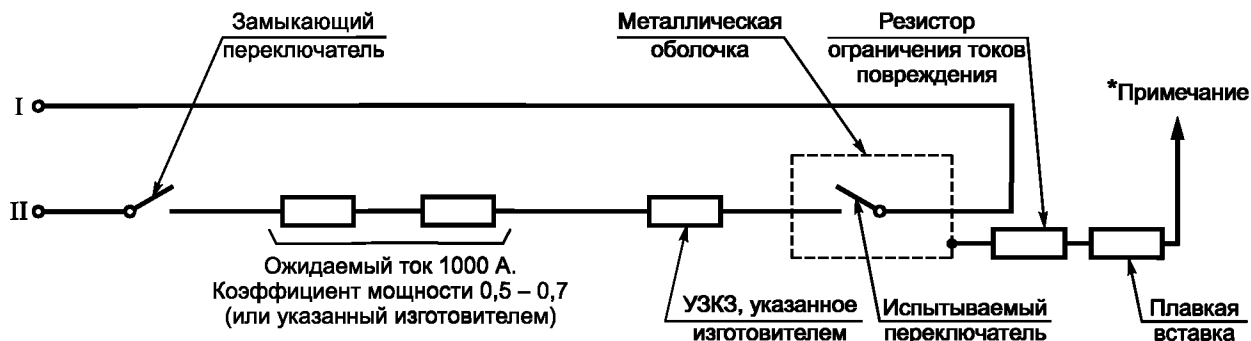 Замыкающий
переключатель
Металлическая
оболочка
Резистор
ограничения токов
повреждения
*Примечание
I
II
Ожидаемый ток 1000 А.
Коэффициент мощности 0,5 – 0,7
(или указанный изготовителем)
УЗКЗ, указанное
изготовителем
Испытываемый
переключатель
Плавкая
вставка